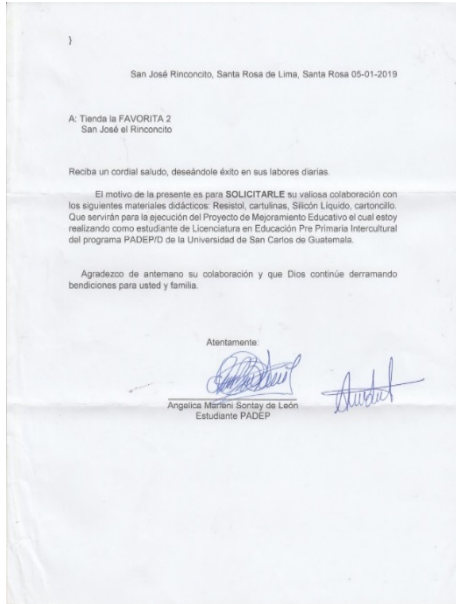 }
San José Rinconcito, Santa Rosa de Lima, Santa Rosa 05-01-2019
A: Tienda la FAVORITA 2
San José el Rinconcito
Reciba un cordial saludo, deseándole éxito en sus labores diarias.
El motivo de la presente es para SOLICITARLE su valiosa colaboración con
los siguientes materiales didácticos: Resistol, cartulinas, Silicón Líquido, cartoncillo.
Que servirán para la ejecución del Proyecto de Mejoramiento Educativo el cual estoy
realizando como estudiante de Licenciatura en Educación Pre Primaria Intercultural
del programa PADEP/D de la Universidad de San Carlos de Guatemala.
Agradezco de antemano su colaboración y que Dios continúe derramando
bendiciones para usted y familia.
Atentamente:
Angelica Marleni Sontay de León
Estudiante PADEP